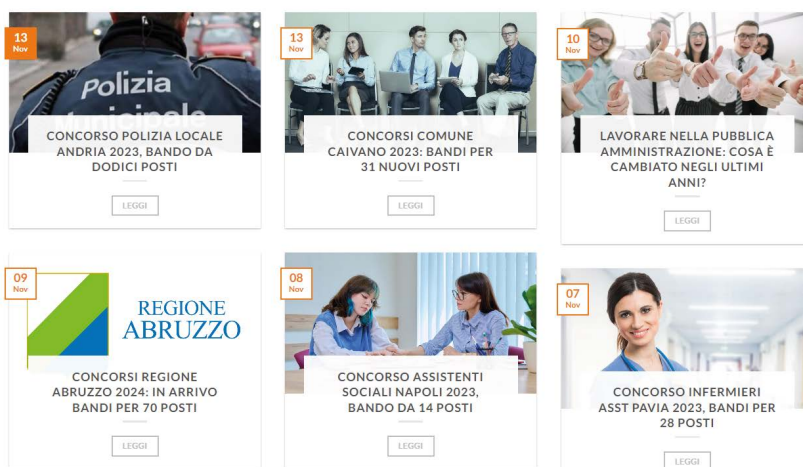 13
Nov
Polizia
Municipale
CONCORSO POLIZIA LOCALE
ANDRIA 2023, BANDO DA
DODICI POSTI
LEGGI
13
Nov
CONCORSI COMUNE
CAIVANO 2023: BANDI PER
31 NUOVI POSTI
LEGGI
10
Nov
LAVORARE NELLA PUBBLICA
AMMINISTRAZIONE: COSA È
CAMBIATO NEGLI ULTIMI
ANNI?
LEGGI
09
Nov
REGIONE
ABRUZZO
CONCORSI REGIONE
ABRUZZO 2024: IN ARRIVO
BANDI PER 70 POSTI
LEGGI
08
Nov
CONCORSO ASSISTENTI
SOCIALI NAPOLI 2023,
BANDO DA 14 POSTI
LEGGI
07
Nov
CONCORSO INFERMIERI
ASST PAVIA 2023, BANDI PER
28 POSTI
LEGGI